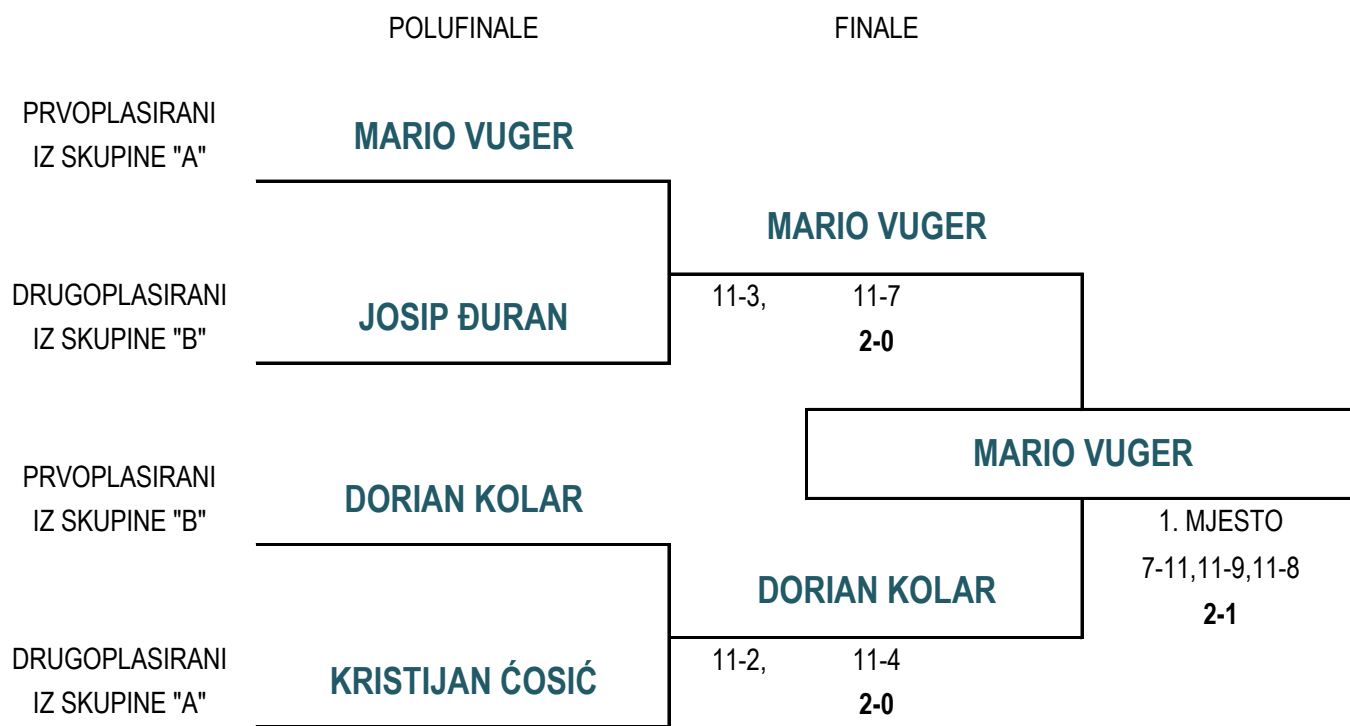 POLUFINALE FINALE
PRVOPLASIRANI
IZ SKUPINE "A"
MARIO VUGER
MARIO VUGER
DRUGOPLASIRANI
IZ SKUPINE "B"
JOSIP ĐURAN
11-3, 11-7
2-0
MARIO VUGER
PRVOPLASIRANI
IZ SKUPINE "B"
DORIAN KOLAR
1. MJESTO
7-11,11-9,11-8
2-1
DORIAN KOLAR
DRUGOPLASIRANI
IZ SKUPINE "A"
KRISTIJAN ĆOSIĆ
11-2, 11-4
2-0